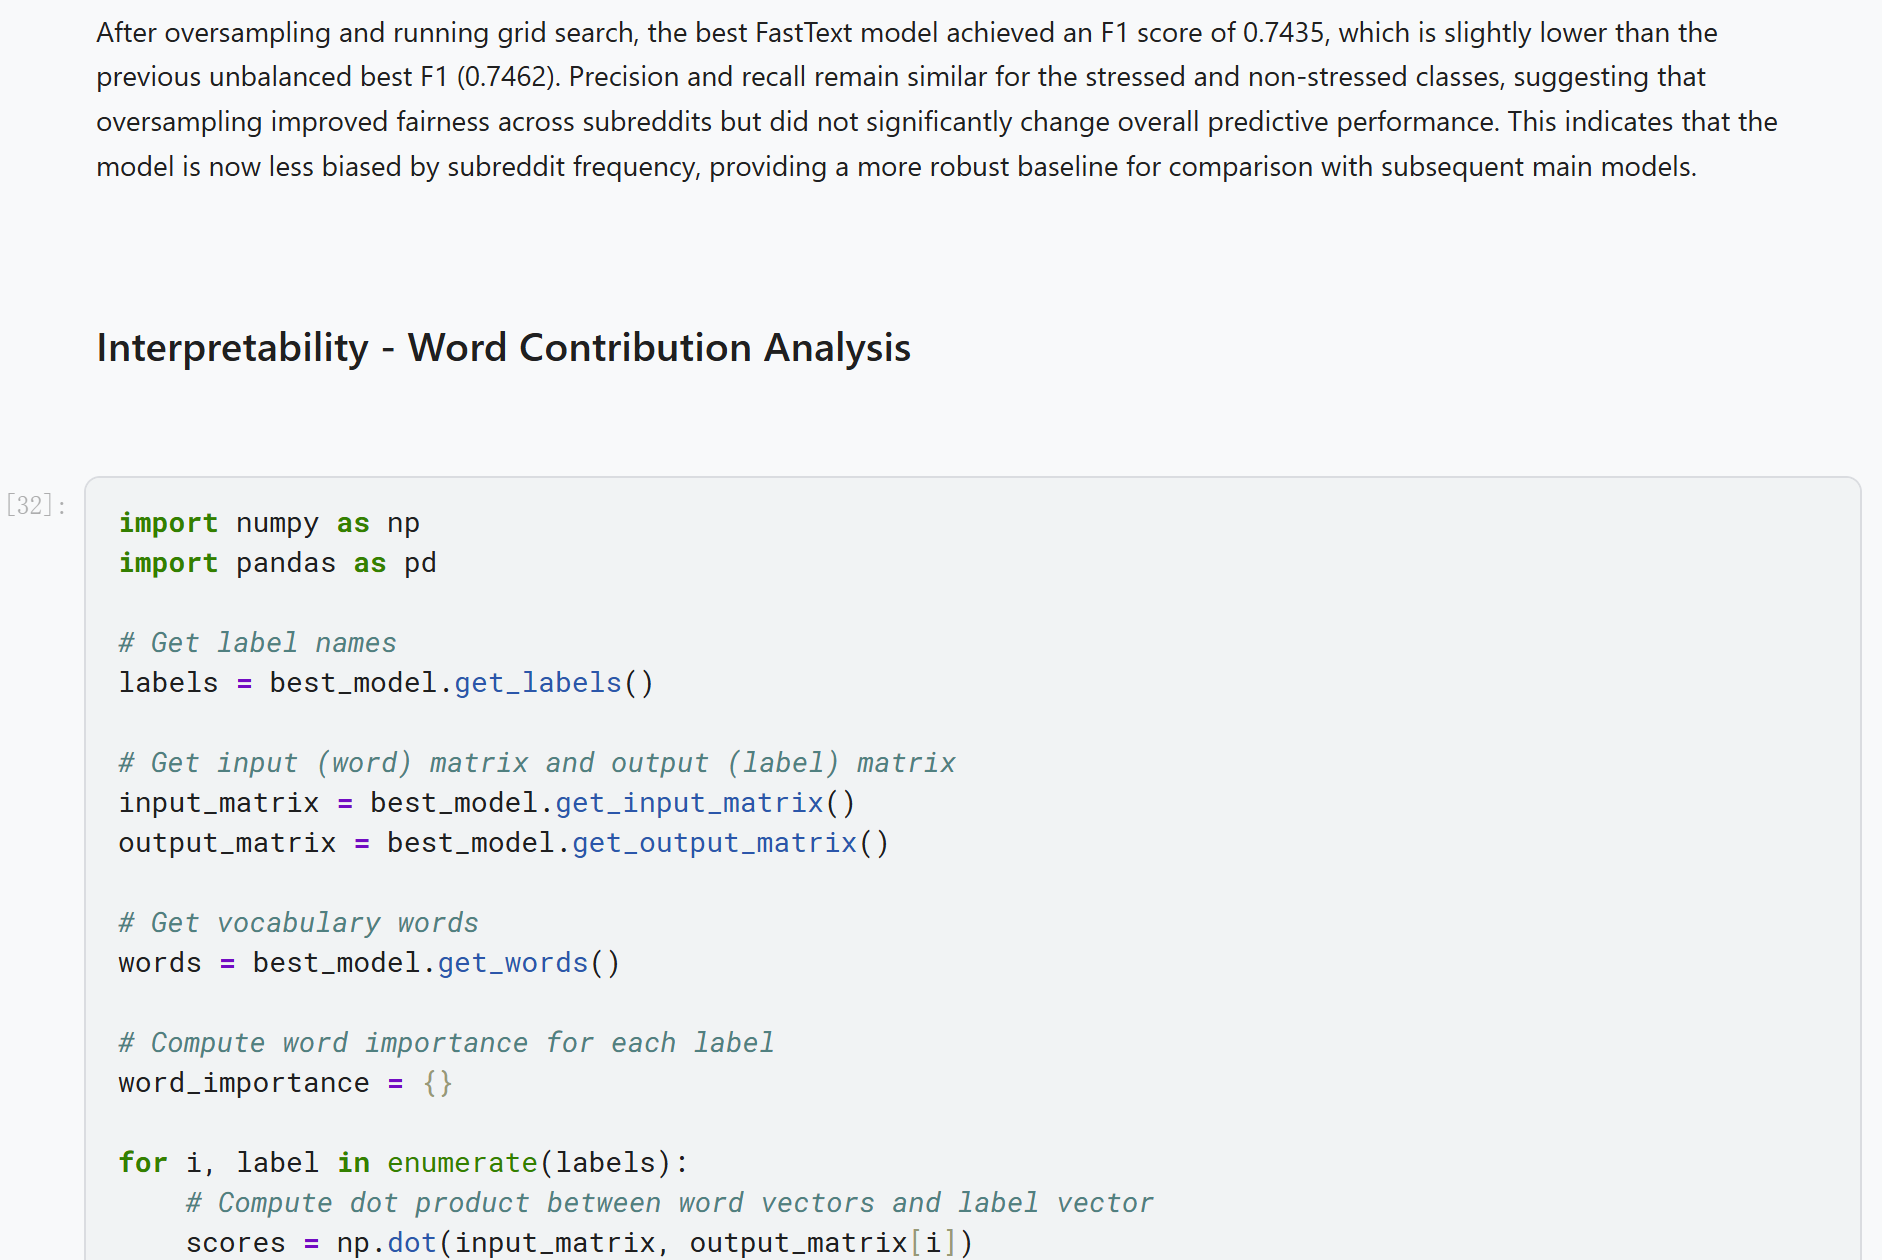 After oversampling and running grid search, the best FastText model achieved an F1 score of 0.7435, which is slightly lower than the
previous unbalanced best F1 (0.7462). Precision and recall remain similar for the stressed and non-stressed classes, suggesting that
oversampling improved fairness across subreddits but did not significantly change overall predictive performance. This indicates that the
model is now less biased by subreddit frequency, providing a more robust baseline for comparison with subsequent main models.
Interpretability - Word Contribution Analysis
[32]:
import numpy as np
import pandas as pd
# Get label names
labels = best_model.get_labels()
# Get input (word) matrix and output (label) matrix
input_matrix = best_model.get_input_matrix()
output_matrix = best_model.get_output_matrix()
# Get vocabulary words
words = best_model.get_words()
# Compute word importance for each label
word_importance = {}
for i, label in enumerate(labels):
    # Compute dot product between word vectors and label vector
    scores = np.dot(input_matrix, output_matrix[i])